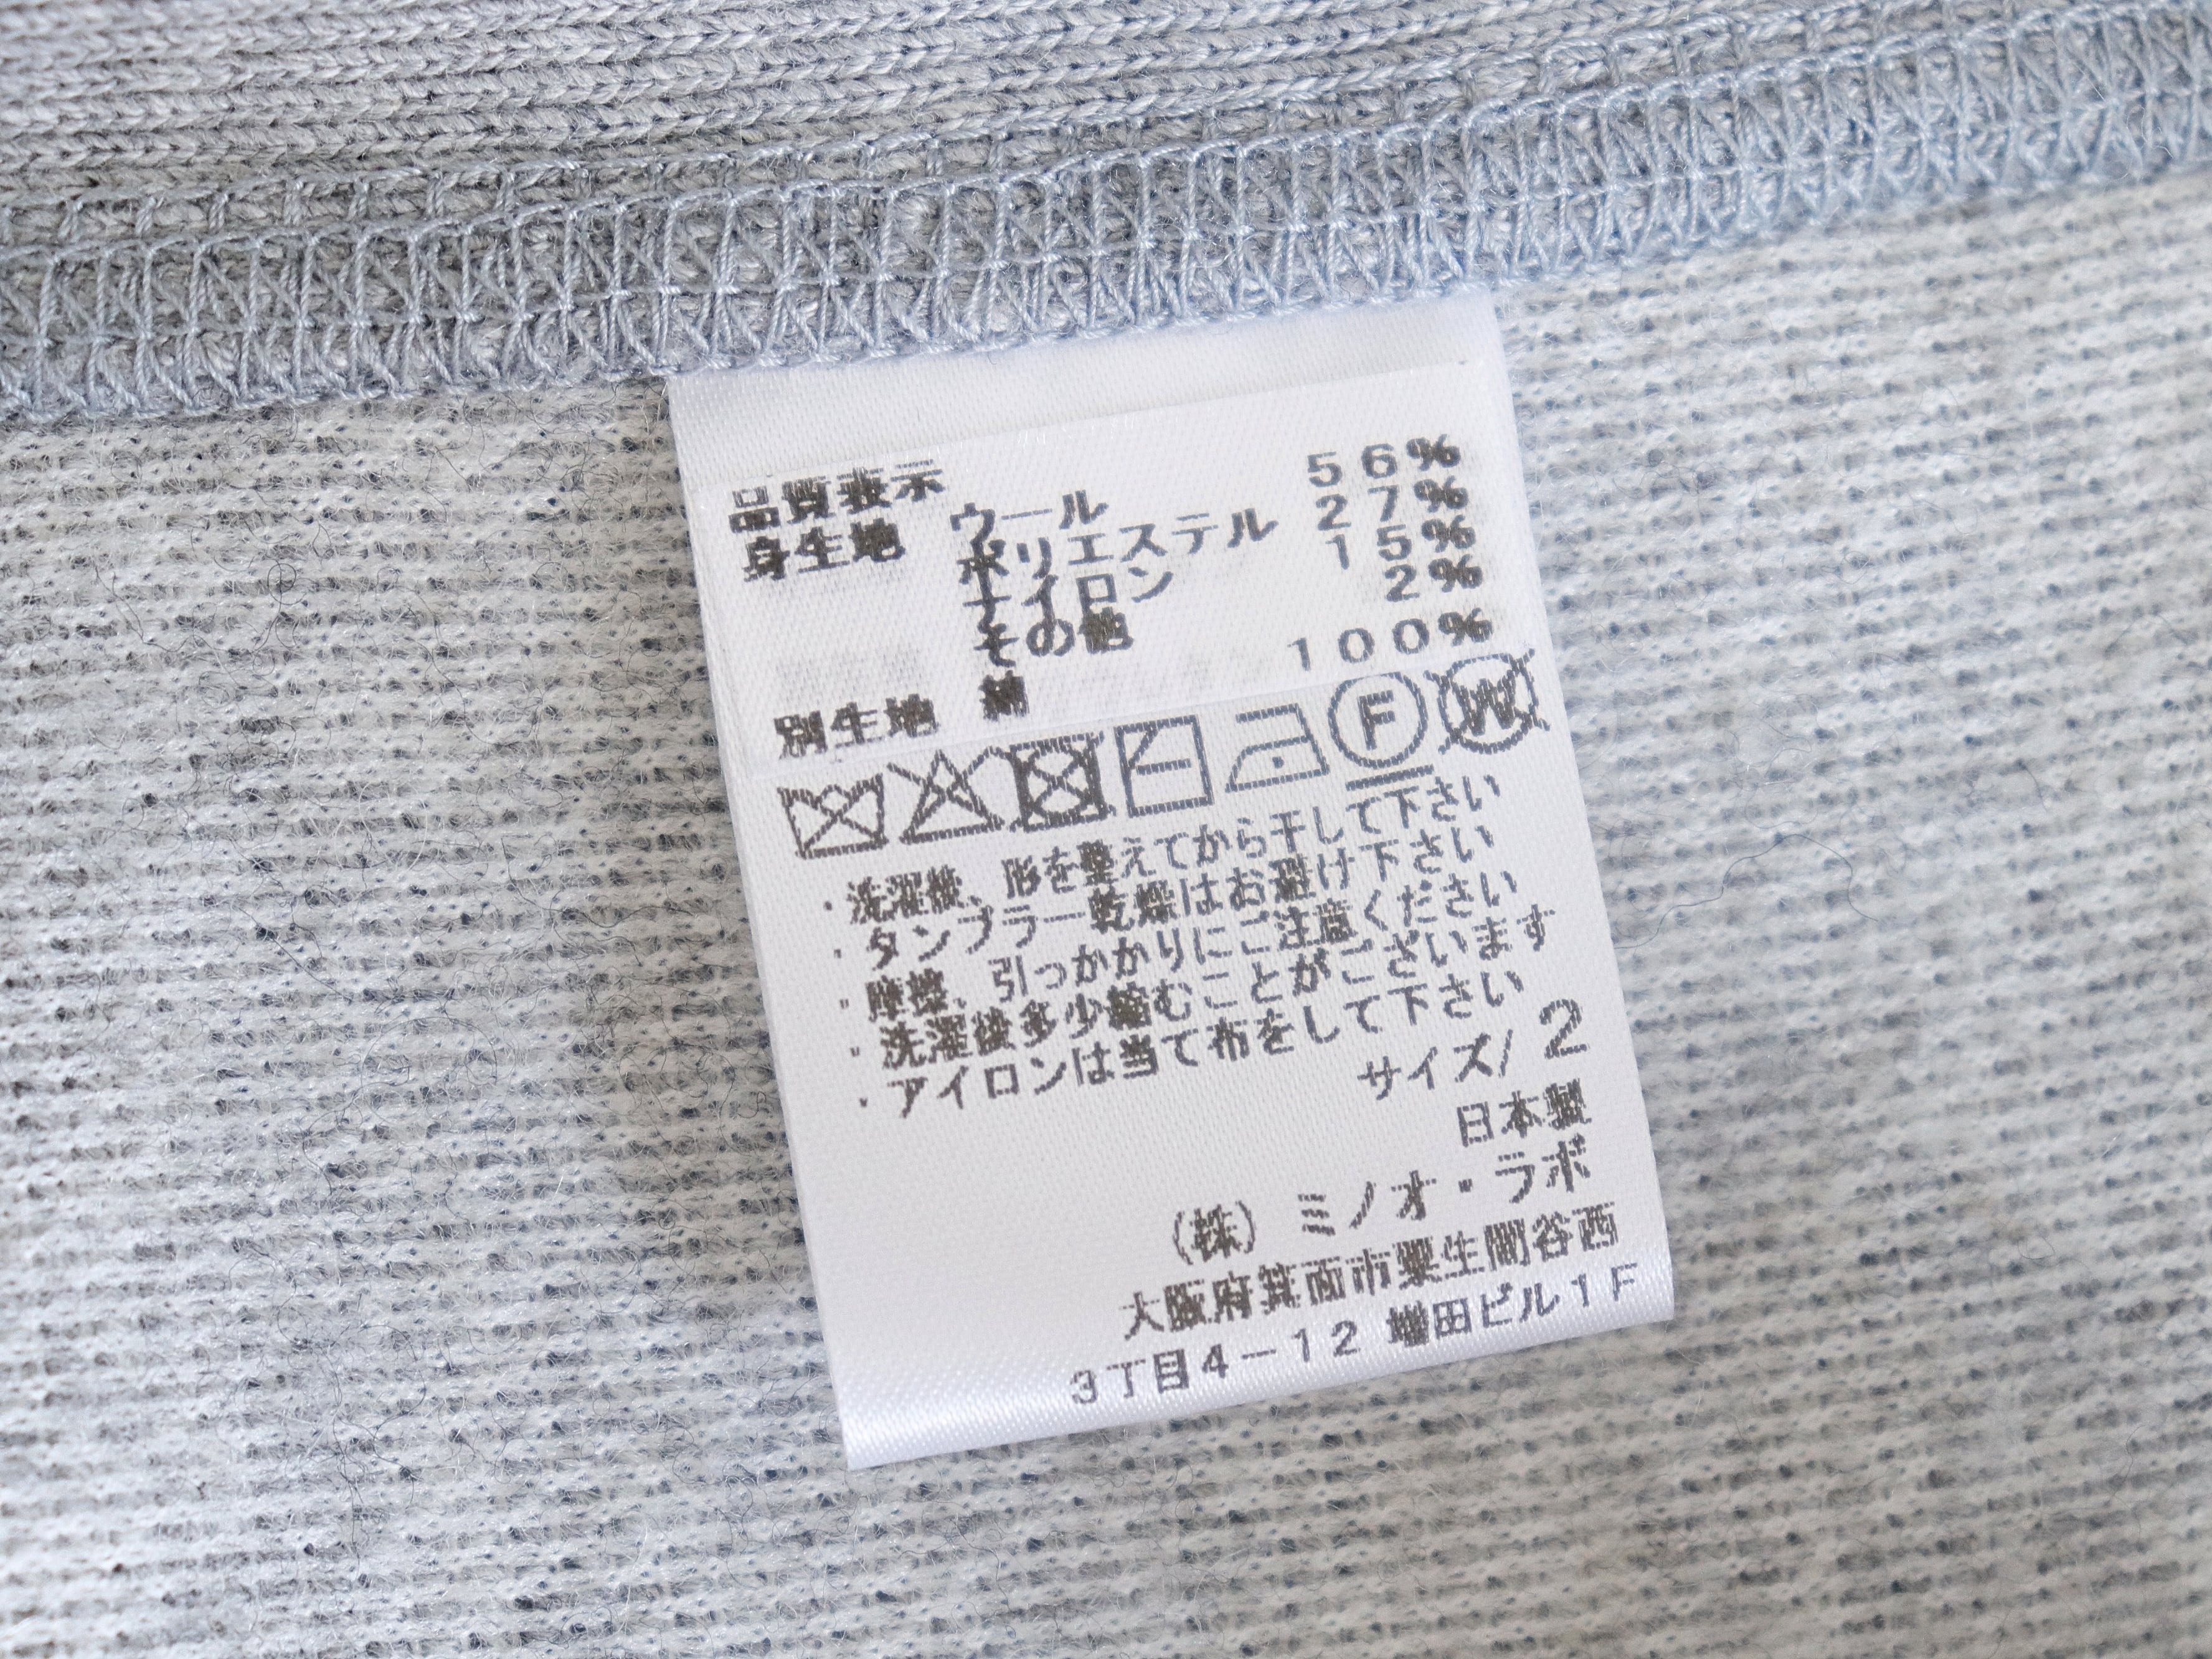 品質表示
身生地 ウール 56%
ポリエステル 27%
ナイロン 15%
その他 2%
別生地 綿 100%
F W
・洗濯後、形を整えてから干して下さい
・タンブラー乾燥はお避け下さい
・摩擦、引っかかりにご注意ください
・洗濯後多少縮むことがございます
・アイロンは当て布をして下さい
サイズ/ 2
日本製
(株) ミノオ・ラボ
大阪府箕面市粟生間谷西
3丁目4-12 増田ビル1F